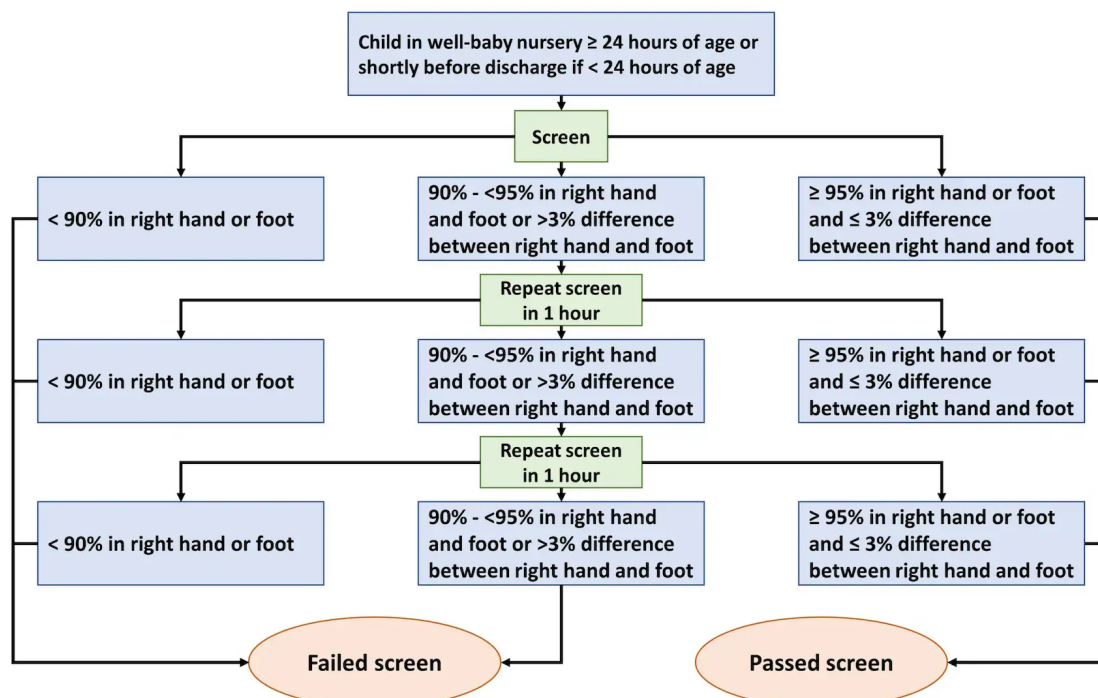 Child in well-baby nursery ≥ 24 hours of age or
shortly before discharge if < 24 hours of age
Screen
< 90% in right hand or foot
90% - <95% in right hand
and foot or >3% difference
between right hand and foot
≥ 95% in right hand or foot
and ≤ 3% difference
between right hand and foot
Repeat screen
in 1 hour
< 90% in right hand or foot
90% - <95% in right hand
and foot or >3% difference
between right hand and foot
≥ 95% in right hand or foot
and ≤ 3% difference
between right hand and foot
Repeat screen
in 1 hour
< 90% in right hand or foot
90% - <95% in right hand
and foot or >3% difference
between right hand and foot
≥ 95% in right hand or foot
and ≤ 3% difference
between right hand and foot
Failed screen
Passed screen